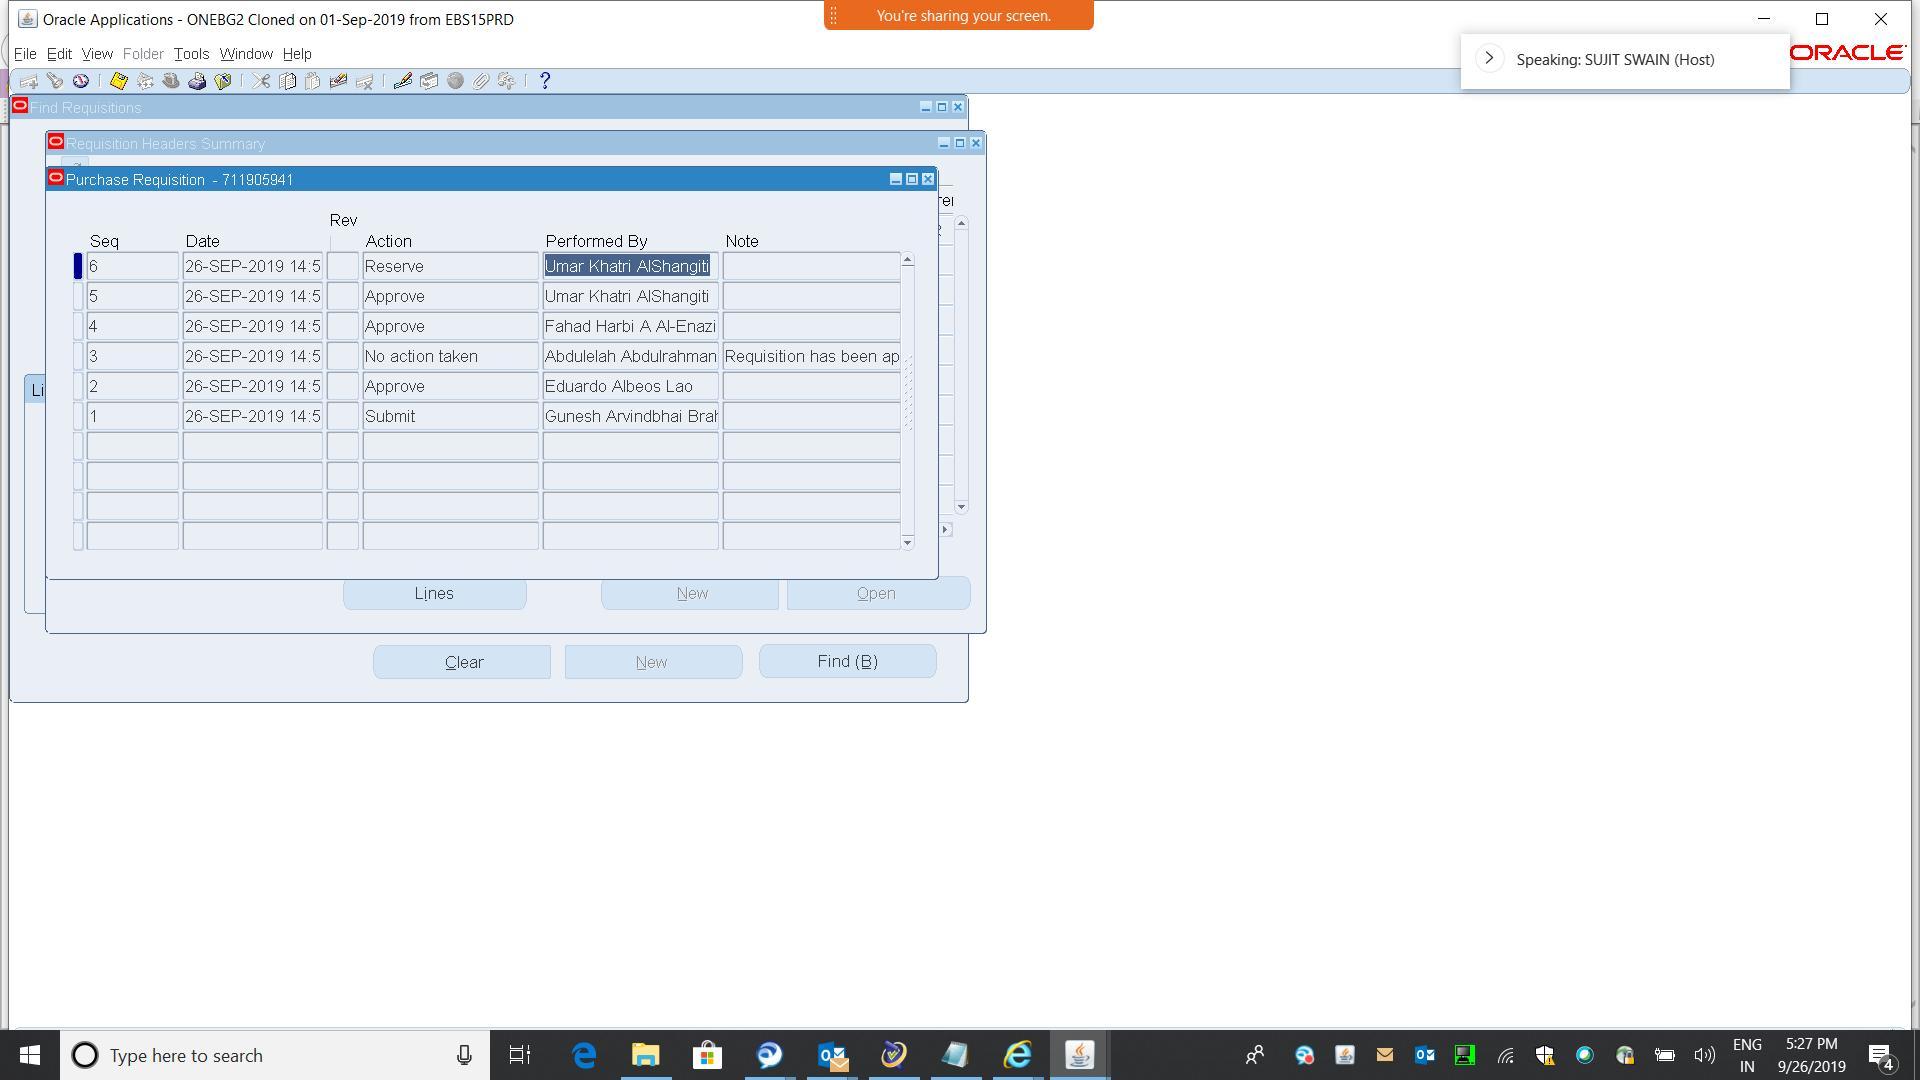 Oracle Applications - ONEBG2 Cloned on 01-Sep-2019 from EBS15PRD
You're sharing your screen.
File Edit View Folder Tools Window Help
Speaking: SUJIT SWAIN (Host)
ORACLE
Find Requisitions
Requisition Headers Summary
Purchase Requisition - 711905941
Rev
Seq Date Action Performed By Note
6 26-SEP-2019 14:5 Reserve Umar Khatri AlShangiti
5 26-SEP-2019 14:5 Approve Umar Khatri AlShangiti
4 26-SEP-2019 14:5 Approve Fahad Harbi A Al-Enazi
3 26-SEP-2019 14:5 No action taken Abdulelah Abdulrahman Requisition has been ap
2 26-SEP-2019 14:5 Approve Eduardo Albeos Lao
1 26-SEP-2019 14:5 Submit Gunesh Arvindbhai Brah
Li
Lines New Open
Clear New Find (B)
Type here to search
ENG
IN
5:27 PM
9/26/2019
4